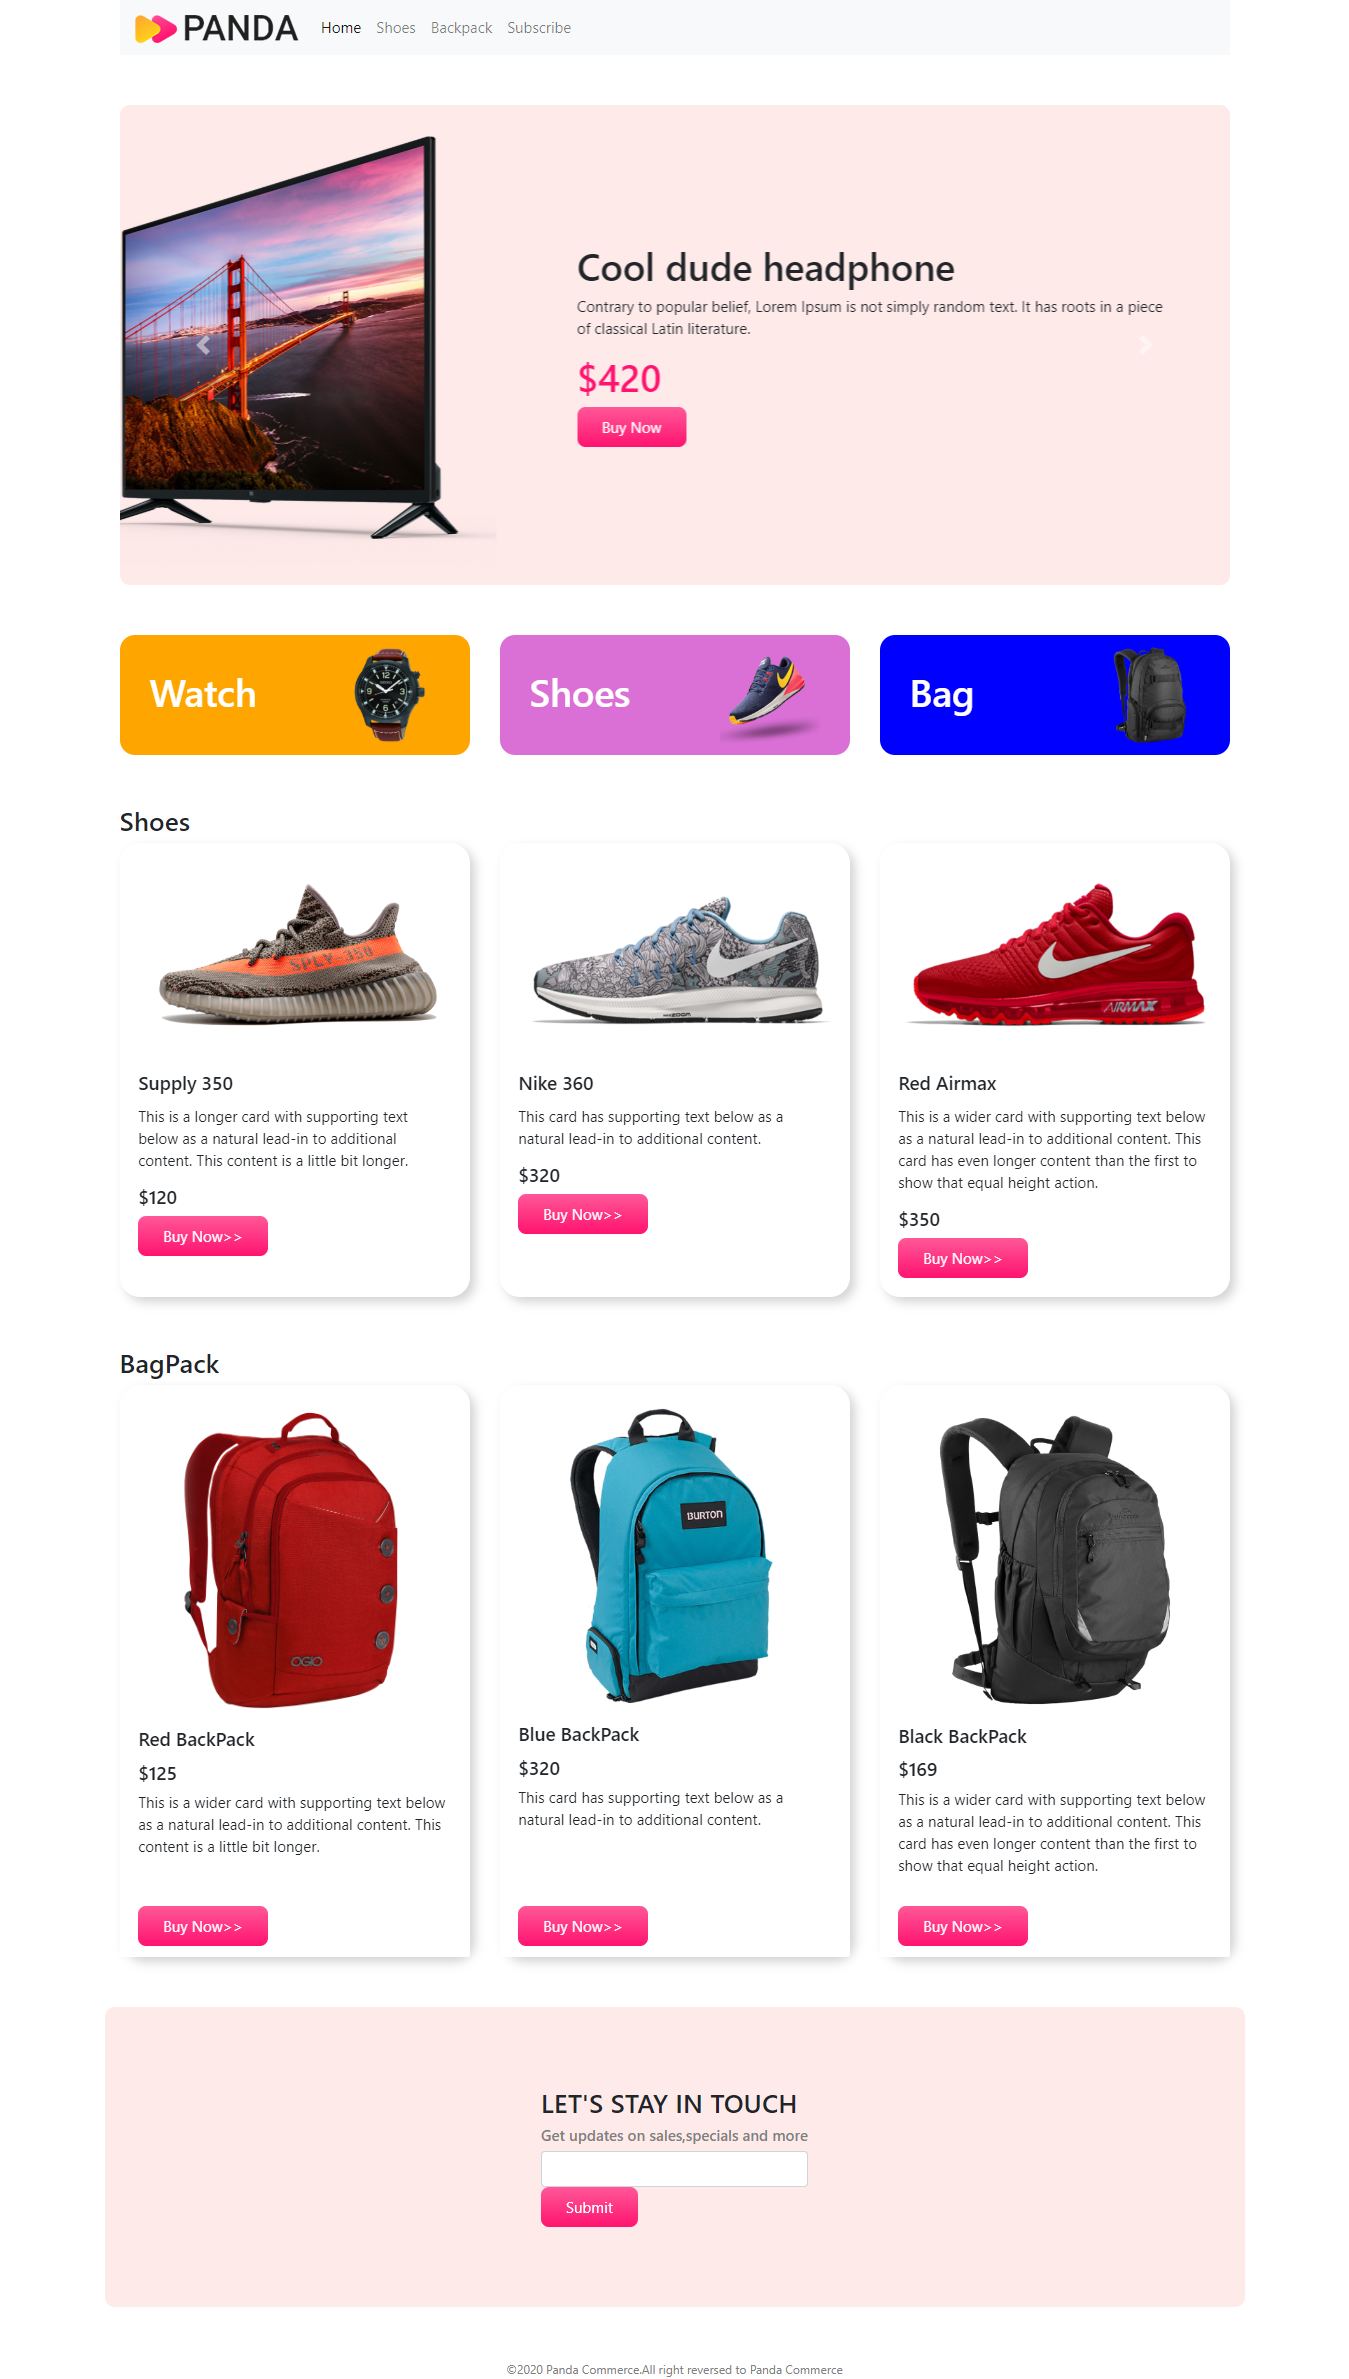 PANDA Home Shoes Backpack Subscribe
Cool dude headphone
Contrary to popular belief, Lorem Ipsum is not simply random text. It has roots in a piece
of classical Latin literature.
$420
Buy Now
Watch
Shoes
Bag
Shoes
SPLY-350
ZOOM
AIRMAX
Supply 350
This is a longer card with supporting text
below as a natural lead-in to additional
content. This content is a little bit longer.
$120
Buy Now>>
Nike 360
This card has supporting text below as a
natural lead-in to additional content.
$320
Buy Now>>
Red Airmax
This is a wider card with supporting text below
as a natural lead-in to additional content. This
card has even longer content than the first to
show that equal height action.
$350
Buy Now>>
BagPack
OGIO
BURTON
Red BackPack
$125
This is a wider card with supporting text below
as a natural lead-in to additional content. This
content is a little bit longer.
Buy Now>>
Blue BackPack
$320
This card has supporting text below as a
natural lead-in to additional content.
Buy Now>>
Black BackPack
$169
This is a wider card with supporting text below
as a natural lead-in to additional content. This
card has even longer content than the first to
show that equal height action.
Buy Now>>
LET'S STAY IN TOUCH
Get updates on sales,specials and more
Submit
©2020 Panda Commerce.All right reversed to Panda Commerce